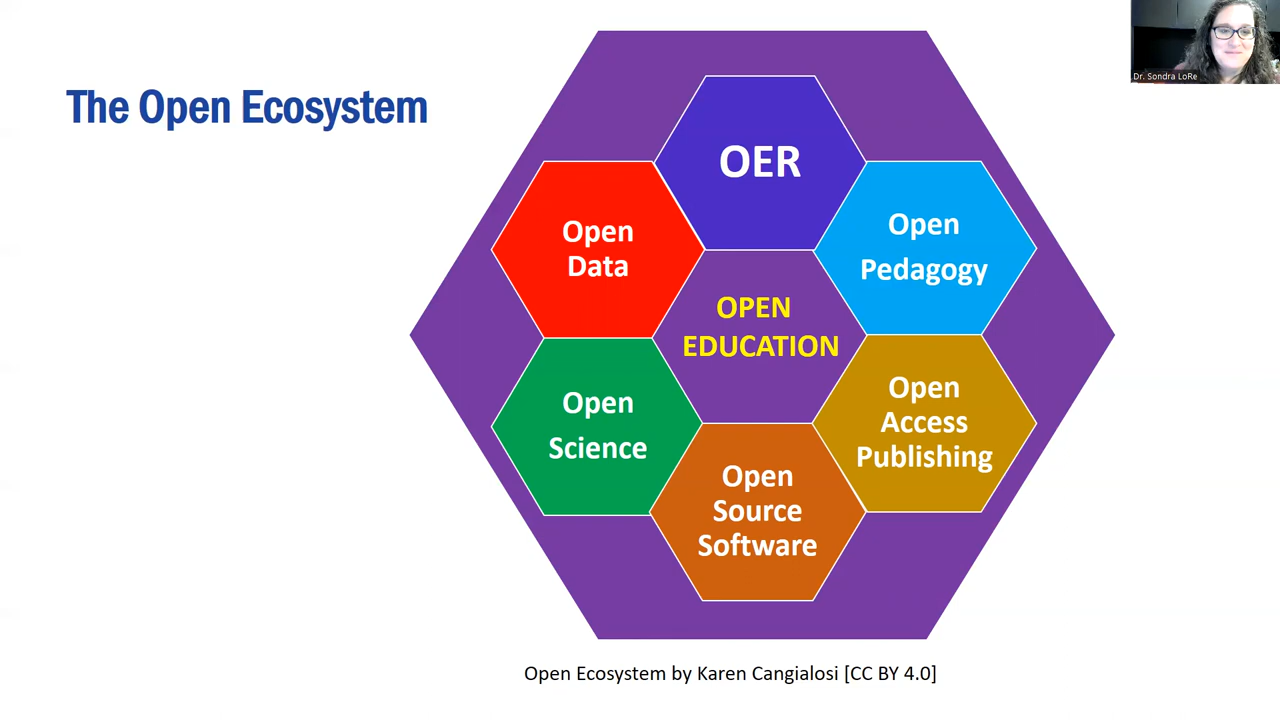 The Open Ecosystem
Dr. Sondra LoRe
OER
Open
Data
Open
Pedagogy
OPEN
EDUCATION
Open
Science
Open
Access
Publishing
Open
Source
Software
Open Ecosystem by Karen Cangialosi [CC BY 4.0]